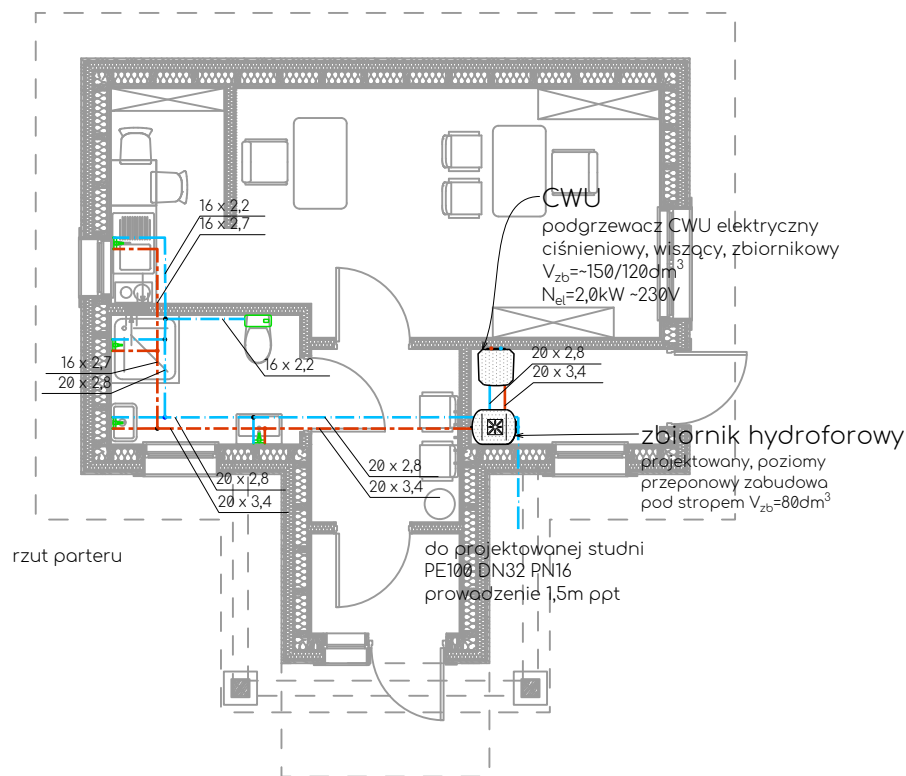 16 x 2,2
16 x 2,7
CWU
podgrzewacz CWU elektryczny
ciśnieniowy, wiszący, zbiornikowy
Vzb=~150/120dm³
Nel=2,0kW ~230V
16 x 2,7
20 x 2,8
16 x 2,2
20 x 2,8
20 x 3,4
zbiornik hydroforowy
projektowany, poziomy
przeponowy zabudowa
pod stropem Vzb=80dm³
20 x 2,8
20 x 3,4
20 x 2,8
20 x 3,4
rzut parteru
do projektowanej studni
PE100 DN32 PN16
prowadzenie 1,5m ppt